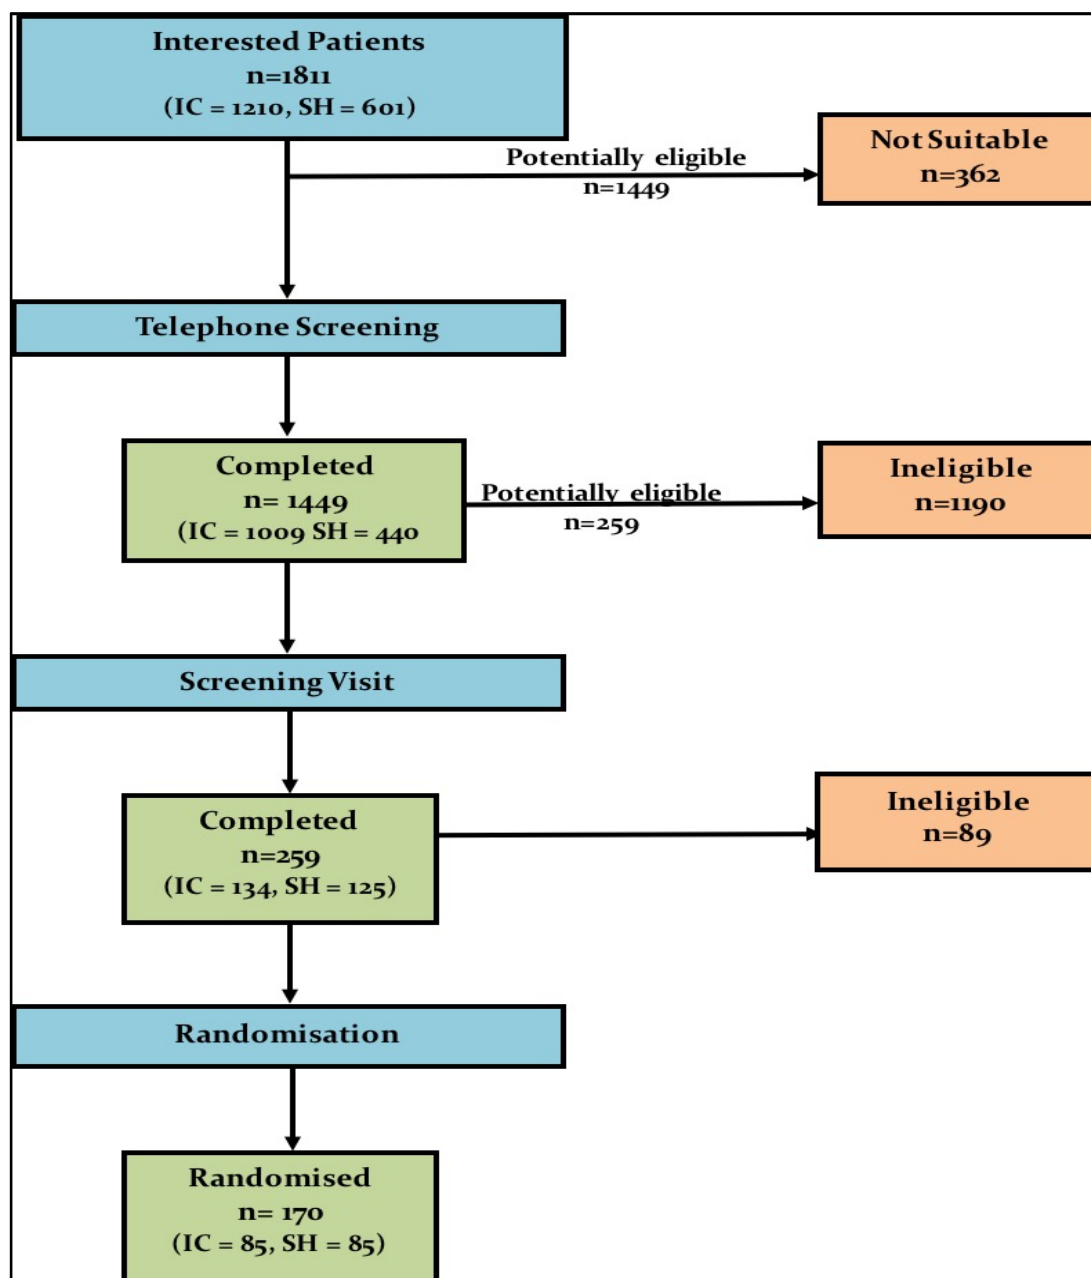 Interested Patients
n=1811
(IC = 1210, SH = 601)
Potentially eligible
n=1449
Not Suitable
n=362
Telephone Screening
Completed
n= 1449
(IC = 1009 SH = 440
Potentially eligible
n=259
Ineligible
n=1190
Screening Visit
Completed
n=259
(IC = 134, SH = 125)
Ineligible
n=89
Randomisation
Randomised
n= 170
(IC = 85, SH = 85)